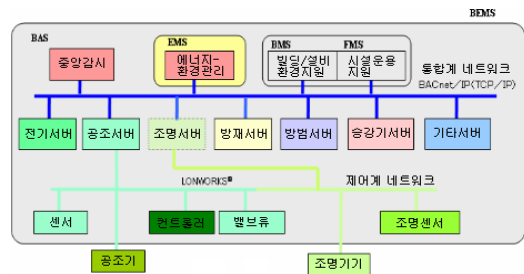 BEMS
BAS
EMS
BMS
FMS
중앙감시
에너지-
환경관리
빌딩/설비
환경지원
시설운용
지원
통합계 네트워크
BACnet/IP(TCP/IP)
전기서버
공조서버
조명서버
방재서버
방범서버
승강기서버
기타서버
LONWORKS®
제어계 네트워크
센서
컨트롤러
밸브류
조명센서
공조기
조명기기